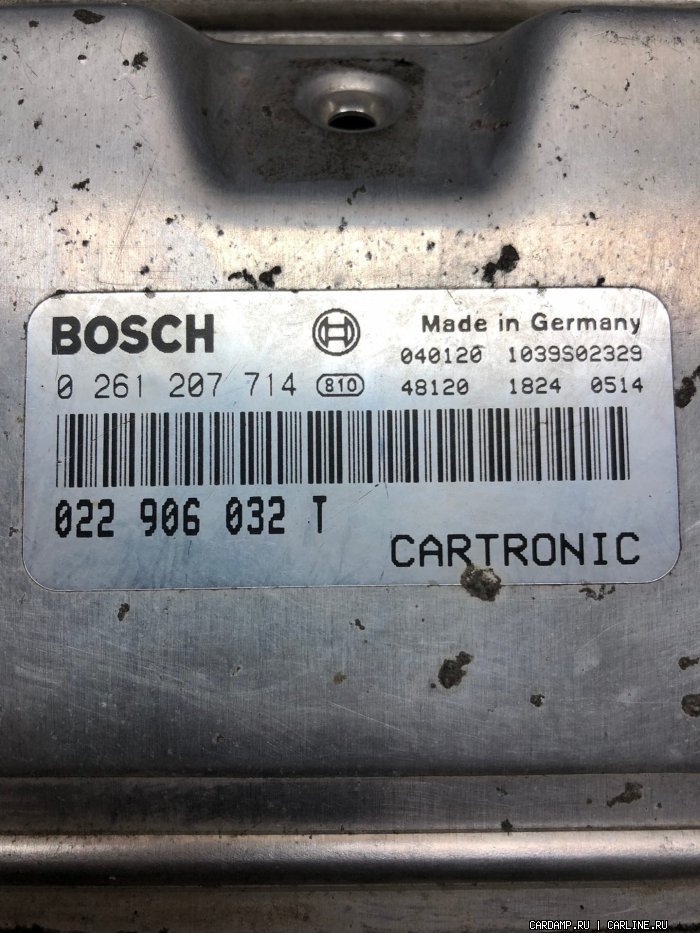 BOSCH Made in Germany
040120 1039S02329
0 261 207 714 810 48120 1824 0514
022 906 032 T
CARTRONIC
CARDAMP.RU | CARLINE.RU